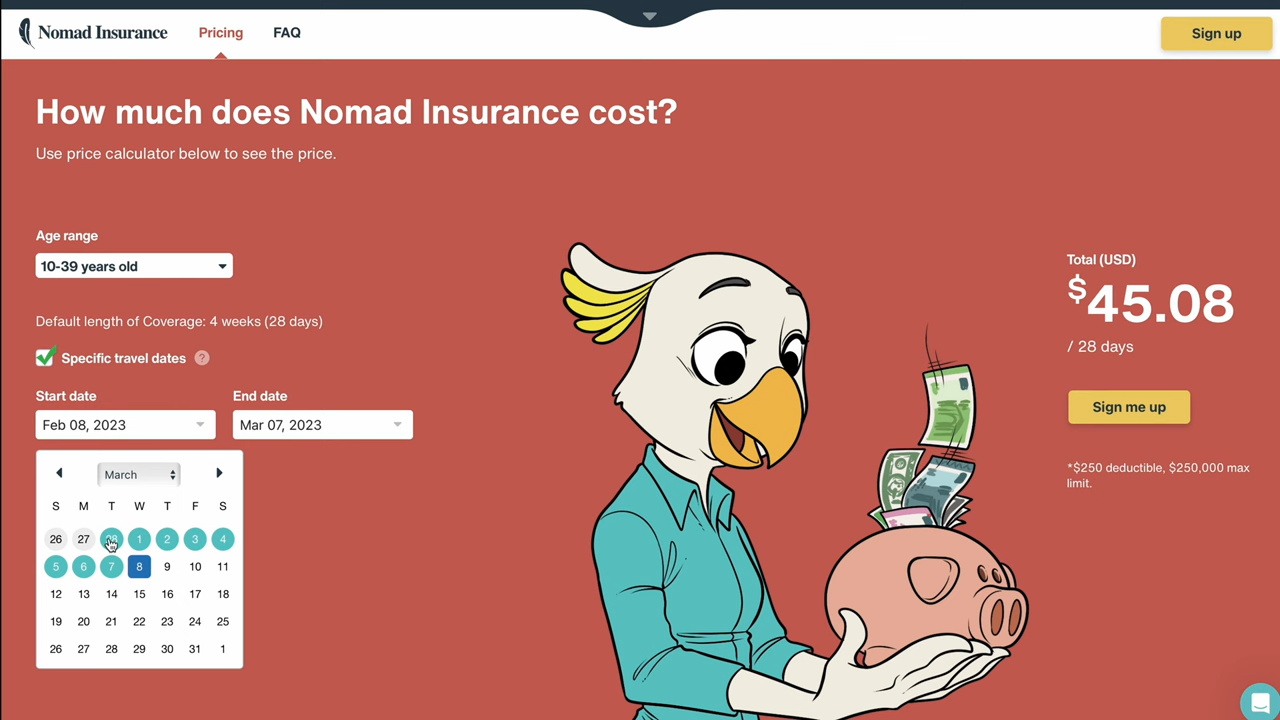 Nomad Insurance
Pricing
FAQ
Sign up
How much does Nomad Insurance cost?
Use price calculator below to see the price.
Age range
10-39 years old
Default length of Coverage: 4 weeks (28 days)
Specific travel dates ?
Start date
End date
Feb 08, 2023
Mar 07, 2023
March
S M T W T F S
26 27 1 2 3 4
5 6 7 8 9 10 11
12 13 14 15 16 17 18
19 20 21 22 23 24 25
26 27 28 29 30 31 1
Total (USD)
$45.08
/ 28 days
Sign me up
*$250 deductible, $250,000 max
limit.